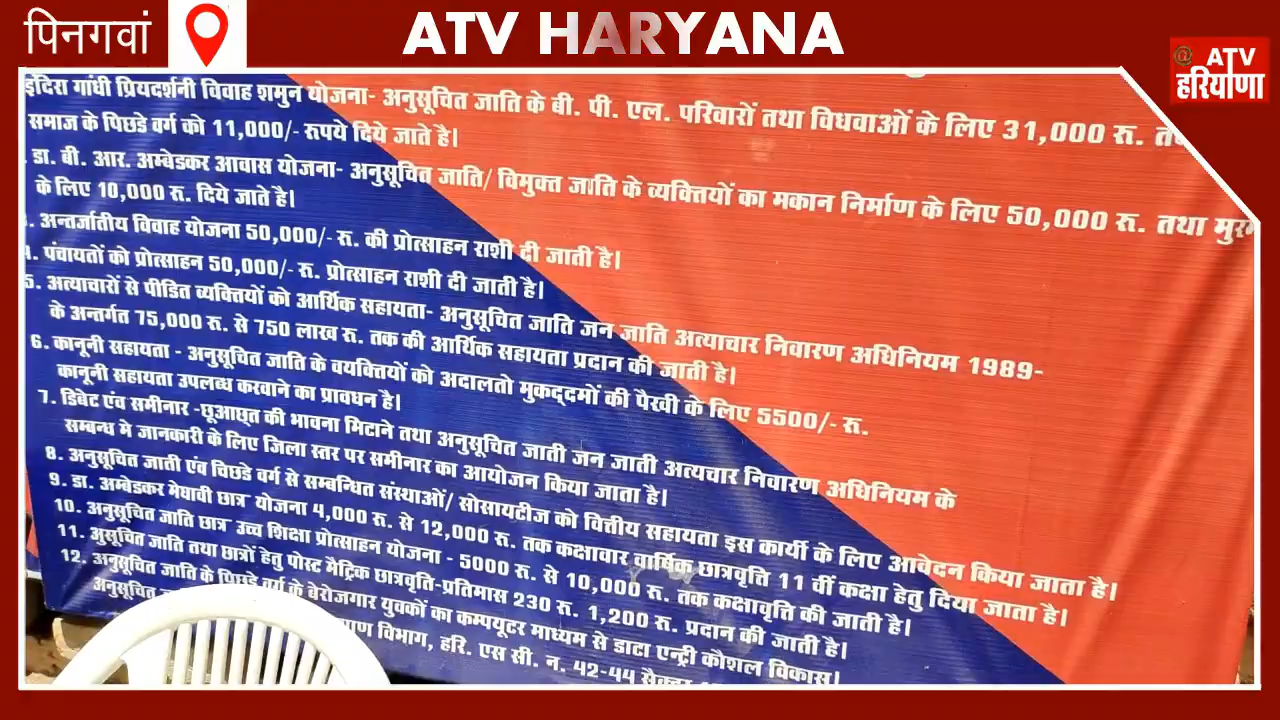 पिनगवां
ATV HARYANA
@ ATV
हरियाणा
इंदिरा गांधी प्रियदर्शनी विवाह शमुन योजना- अनुसूचित जाति के बी. पी. एल. परिवारों तथा विधवाओं के लिए 31,000 रू.
समाज के पिछडे वर्ग को 11,000/- रूपये दिये जाते है।
डा. बी. आर. अम्बेडकर आवास योजना- अनुसूचित जाति/ विमुक्त जाति के व्यक्तियों का मकान निर्माण के लिए 50,000 रू. तथा
के लिए 10,000 रू. दिये जाते है।
अन्तर्जातीय विवाह योजना 50,000/- रू. की प्रोत्साहन राशी दी जाती है।
पंचायतों को प्रोत्साहन 50,000/- रू. प्रोत्साहन राशी दी जाती है।
5. अत्याचारों से पीडित व्यक्तियों को आर्थिक सहायता- अनुसूचित जाति जन जाति अत्याचार निवारण अधिनियम 1989-
के अन्तर्गत 75,000 रू. से 750 लाख रू. तक की आर्थिक सहायता प्रदान की जाती है।
6. कानूनी सहायता - अनुसूचित जाति के वयक्तियों को अदालतो मुकद्दमों की पैरवी के लिए 5500/- रू.
कानूनी सहायता उपलब्ध करवाने का प्रावधन है।
7. डिबेट एंव समीनार -छूआछूत की भावना मिटाने तथा अनुसूचित जाती जन जाती अत्यचार निवारण अधिनियम के
सम्बन्ध मे जानकारी के लिए जिला स्तर पर समीनार का आयोजन किया जाता है।
8. अनुसूचित जाती एंव चिछडे वर्ग से सम्बन्धित संस्थाओं/ सोसायटीज को वित्तीय सहायता इस कार्यी के लिए आवेदन किया जाता है।
9. डा. अम्बेडकर मेधावी छात्र योजना 4,000 रू. से 12,000 रू. तक कक्षावार वार्षिक छात्रवृत्ति 11 वीं कक्षा हेतु दिया जाता है।
10. अनुसूचित जाति छात्र उच्च शिक्षा प्रोत्साहन योजना - 5000 रू. से 10,000 रू. तक कक्षावृत्ति की जाती है।
11. अुसूचित जाति तथा छात्रों हेतु पोस्ट मैट्रिक छात्रवृति-प्रतिमास 230 रू. 1,200 रू. प्रदान की जाती है।
12. अनुसूचित जाति के पिछडे वर्ग के बेरोजगार युवकों का कम्पयूटर माध्यम से डाटा एन्ट्री कौशल विकास।
अनुसूचित विभाग, हरि. एस सी. न. 42-44 सैक्टर